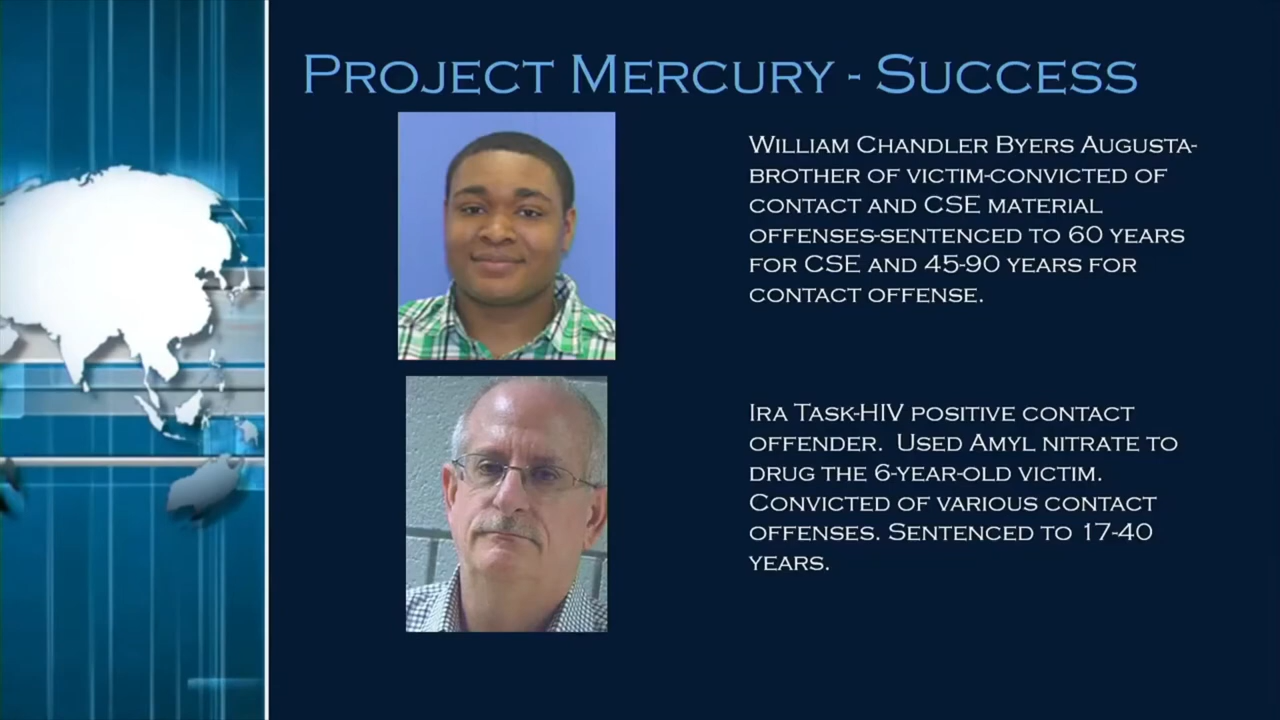 Project Mercury - Success
William Chandler Byers Augusta-
brother of victim-convicted of
contact and CSE material
offenses-sentenced to 60 years
for CSE and 45-90 years for
contact offense.
Ira Task-HIV positive contact
offender. Used Amyl nitrate to
drug the 6-year-old victim.
Convicted of various contact
offenses. Sentenced to 17-40
years.